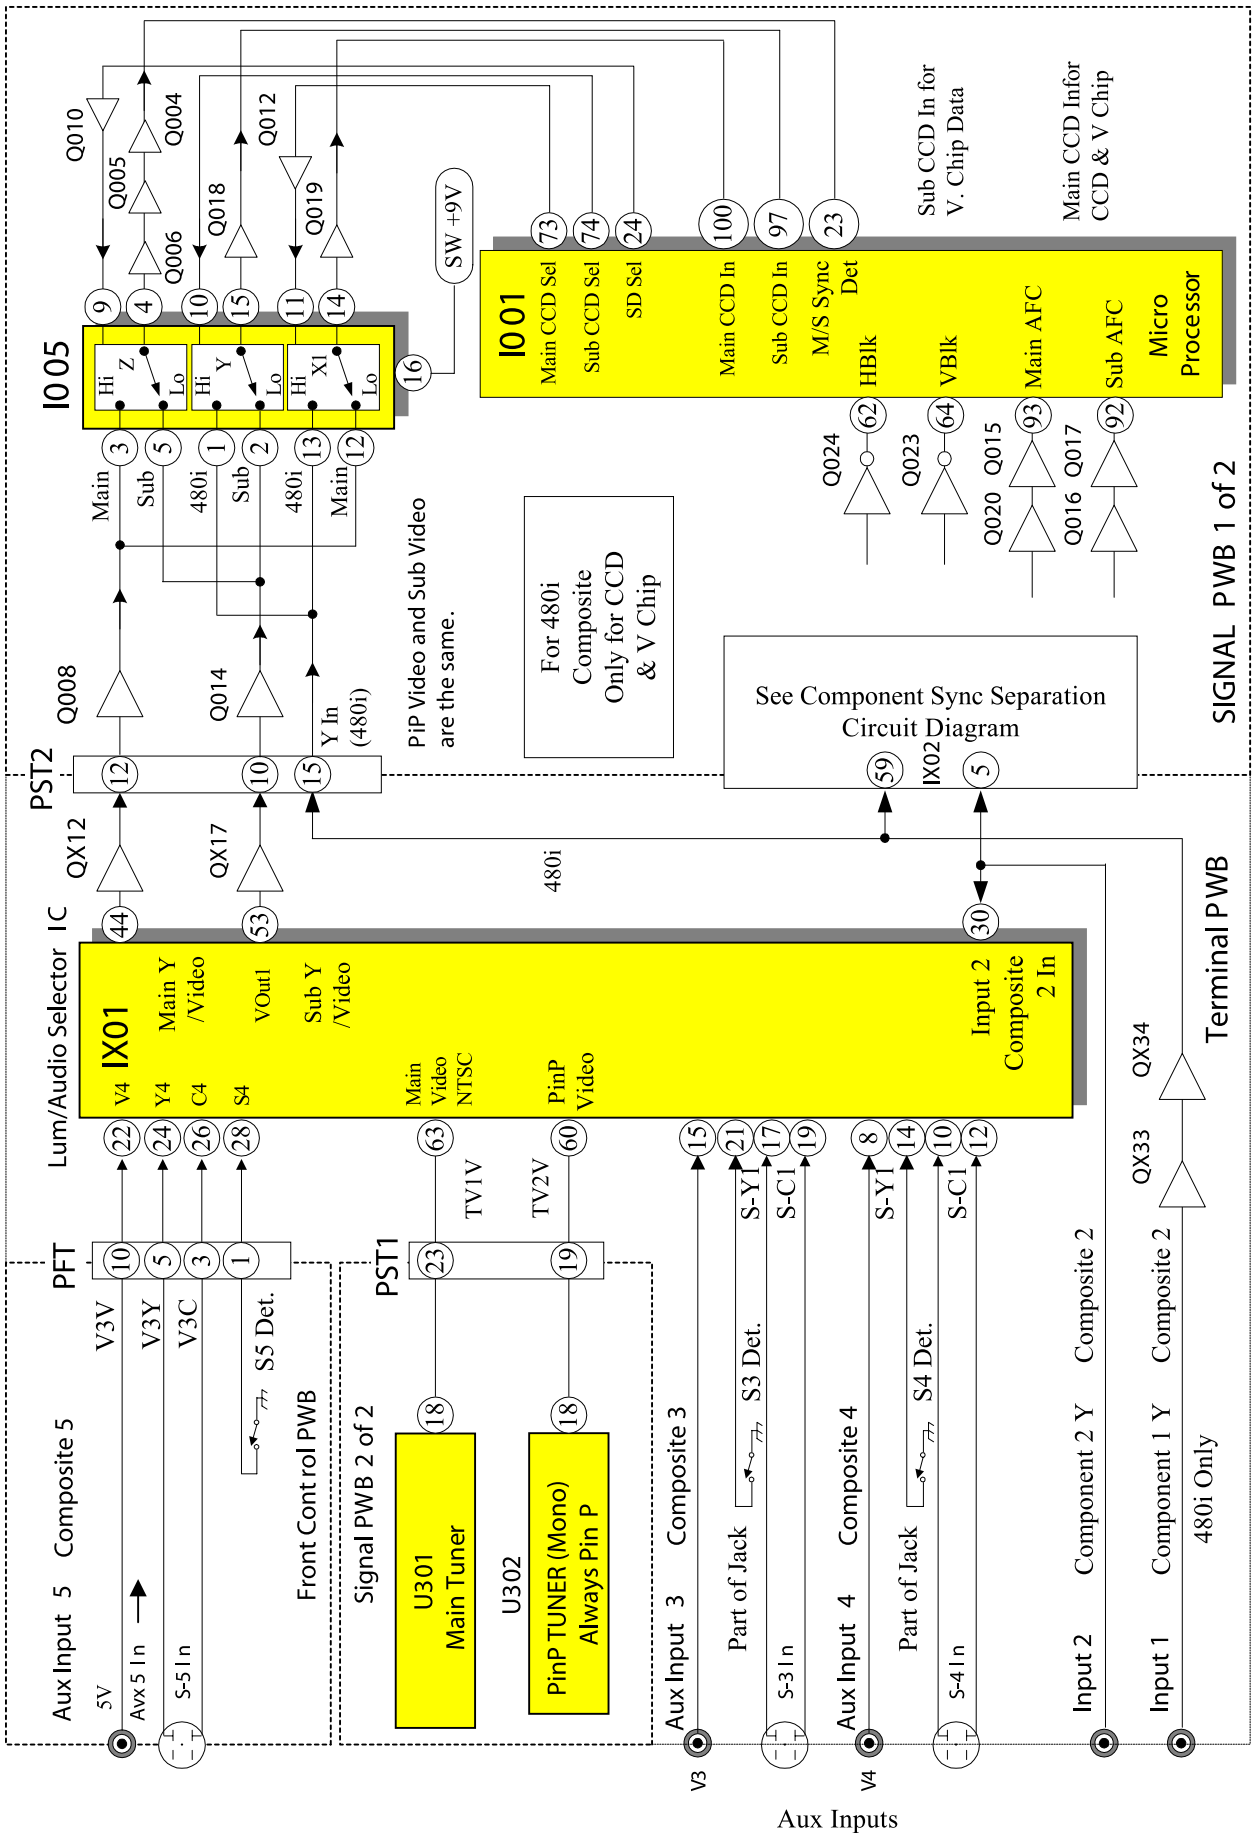 Aux Input 5 Composite 5
5V
Avx 5 In
S-5 In
V3V
V3Y
V3C
S5 Det.
Front Control PWB
PFT
10
5
3
1
Lum/Audio Selector IC
IX01
22
24
26
28
V4
Y4
C4
S4
Main Y
/Video
VOut1
Sub Y
/Video
44
53
QX12
QX17
PST2
12
10
15
Q008
Q014
Y In
(480i)
Main
Sub
480i
Sub
480i
Main
3
5
1
2
13
12
I005
Hi
Z
Lo
Hi
Y
Lo
Hi
X1
Lo
9
4
10
15
11
14
16
SW +9V
Q010
Q006
Q005
Q004
Q018
Q012
Q019
Signal PWB 2 of 2
U301
Main Tuner
U302
PinP TUNER (Mono)
Always Pin P
18
18
PST1
23
19
TV1V
TV2V
63
60
Main
Video
NTSC
PinP
Video
PiP Video and Sub Video
are the same.
For 480i
Composite
Only for CCD
& V Chip
I001
Main CCD Sel
Sub CCD Sel
SD Sel
Main CCD In
Sub CCD In
M/S Sync
Det
73
74
24
100
97
23
HBlk
VBlk
Main AFC
Sub AFC
Micro
Processor
62
64
93
92
Q024
Q023
Q020
Q015
Q016
Q017
Sub CCD In for
V. Chip Data
Main CCD Infor
CCD & V Chip
Aux Input 3 Composite 3
V3
Part of Jack
S3 Det.
S-3 In
S-Y1
S-C1
15
21
17
19
Aux Input 4 Composite 4
V4
Part of Jack
S4 Det.
S-4 In
S-Y1
S-C1
8
14
10
12
Input 2
Composite
2 In
30
480i
See Component Sync Separation
Circuit Diagram
59
IX02
5
SIGNAL PWB 1 of 2
Input 2 Component 2 Y Composite 2
Input 1 Component 1 Y Composite 2
480i Only
QX33
QX34
Terminal PWB
Aux Inputs